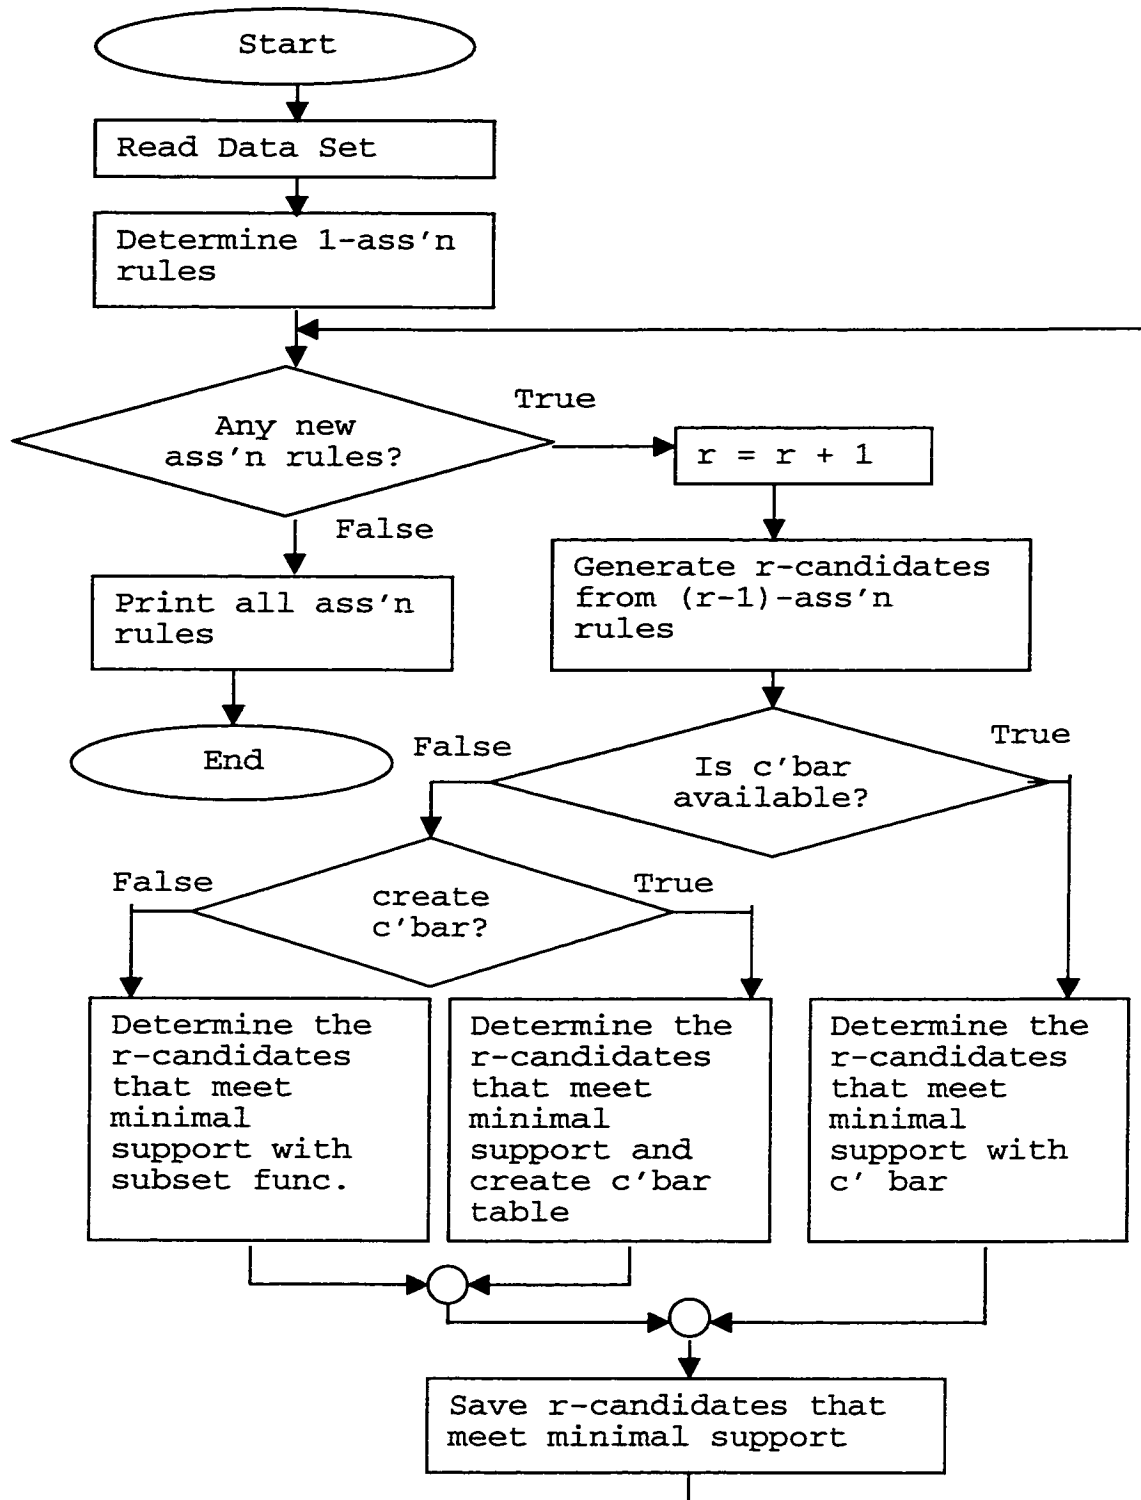 Start
Read Data Set
Determine 1-ass'n
rules
True
Any new
ass'n rules?
r = r + 1
False
Generate r-candidates
from (r-1)-ass'n
rules
Print all ass'n
rules
End
False
True
Is c'bar
available?
False
True
create
c'bar?
Determine the
r-candidates
that meet
minimal
support with
subset func.
Determine the
r-candidates
that meet
minimal
support and
create c'bar
table
Determine the
r-candidates
that meet
minimal
support with
c' bar
Save r-candidates that
meet minimal support